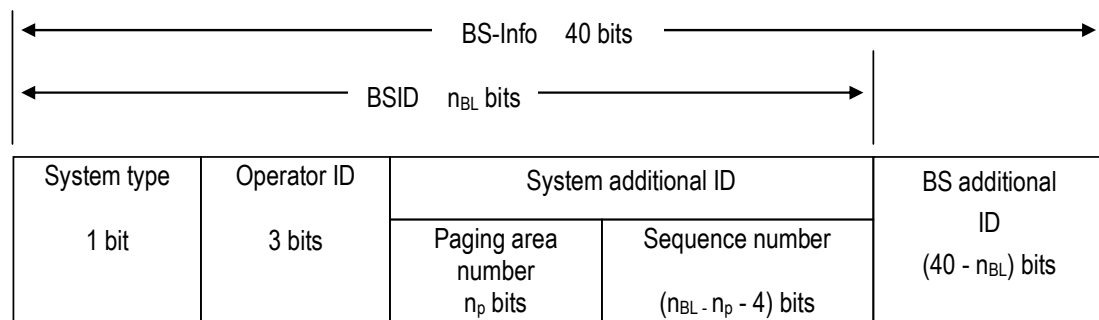 BS-Info 40 bits
BSID n_BL bits
System type
1 bit
Operator ID
3 bits
System additional ID
Paging area
number
n_p bits
Sequence number
(n_BL - n_p - 4) bits
BS additional
ID
(40 - n_BL) bits